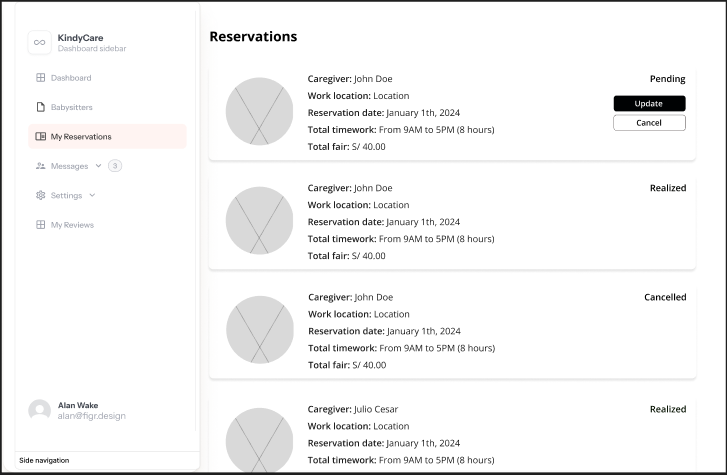 KindyCare
Dashboard sidebar
Dashboard
Babysitters
My Reservations
Messages 3
Settings
My Reviews
Alan Wake
alan@figr.design
Side navigation
Reservations
Caregiver: John Doe
Pending
Work location: Location
Update
Reservation date: January 1th, 2024
Cancel
Total timework: From 9AM to 5PM (8 hours)
Total fair: S/ 40.00
Caregiver: John Doe
Realized
Work location: Location
Reservation date: January 1th, 2024
Total timework: From 9AM to 5PM (8 hours)
Total fair: S/ 40.00
Caregiver: John Doe
Cancelled
Work location: Location
Reservation date: January 1th, 2024
Total timework: From 9AM to 5PM (8 hours)
Total fair: S/ 40.00
Caregiver: Julio Cesar
Realized
Work location: Location
Reservation date: January 1th, 2024
Total timework: From 9AM to 5PM (8 hours)